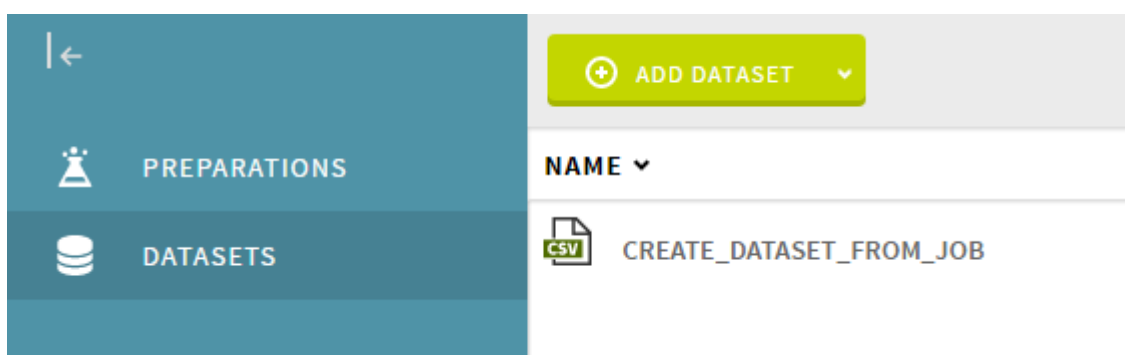 ADD DATASET
PREPARATIONS
NAME
DATASETS
CSV
CREATE_DATASET_FROM_JOB